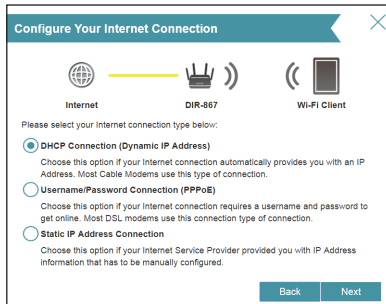 Configure Your Internet Connection
Internet
DIR-867
Wi-Fi Client
Please select your Internet connection type below:
DHCP Connection (Dynamic IP Address)
Choose this option if your Internet connection automatically provides you with an IP
Address. Most Cable Modems use this type of connection.
Username/Password Connection (PPPoE)
Choose this option if your Internet connection requires a username and password to
get online. Most DSL modems use this connection type of connection.
Static IP Address Connection
Choose this option if your Internet Service Provider provided you with IP Address
information that has to be manually configured.
Back
Next